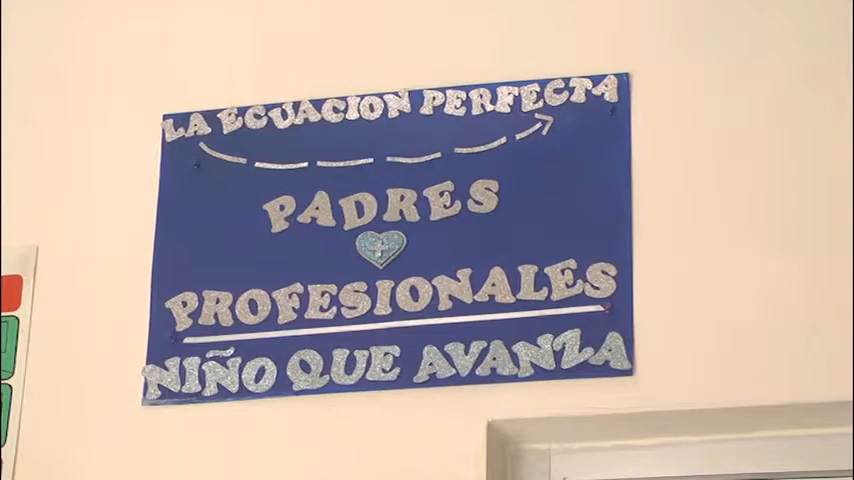 LA ECUACION PERFECTA
PADRES
+
PROFESIONALES
NIÑO QUE AVANZA